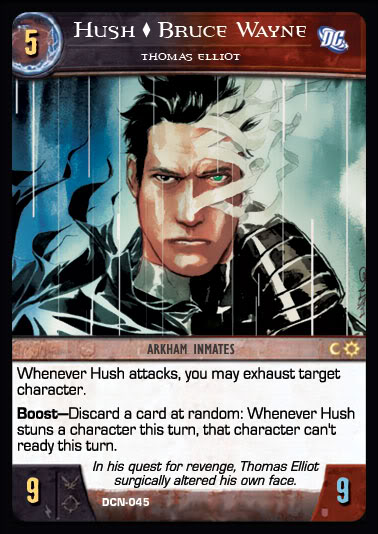 5
HUSH ♦ BRUCE WAYNE
THOMAS ELLIOT
DC
ARKHAM INMATES
Whenever Hush attacks, you may exhaust target
character.
Boost—Discard a card at random: Whenever Hush
stuns a character this turn, that character can't
ready this turn.
In his quest for revenge, Thomas Elliot
surgically altered his own face.
9
9
DCN-045